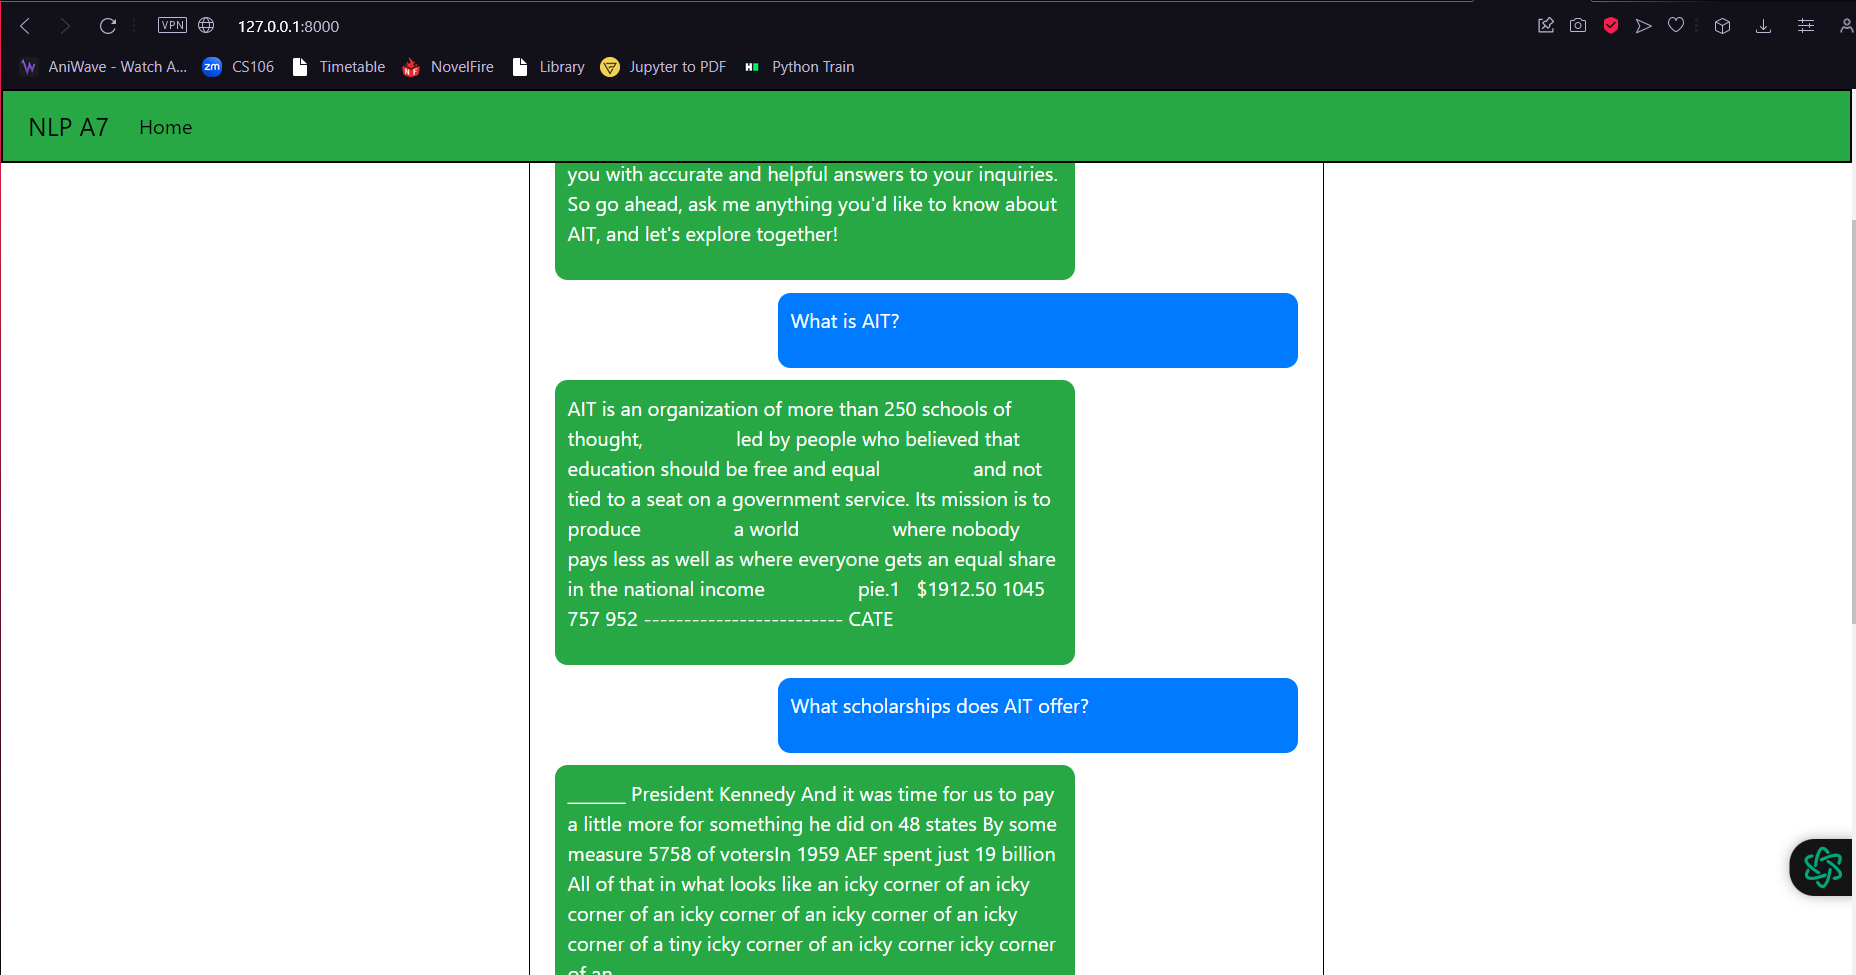 VPN 127.0.0.1:8000
AniWave - Watch A... zm CS106 Timetable NF NovelFire Library Jupyter to PDF H Python Train
NLP A7 Home
you with accurate and helpful answers to your inquiries.
So go ahead, ask me anything you'd like to know about
AIT, and let's explore together!
What is AIT?
AIT is an organization of more than 250 schools of
thought, led by people who believed that
education should be free and equal and not
tied to a seat on a government service. Its mission is to
produce a world where nobody
pays less as well as where everyone gets an equal share
in the national income pie.1 $1912.50 1045
757 952 ------------------------- CATE
What scholarships does AIT offer?
______ President Kennedy And it was time for us to pay
a little more for something he did on 48 states By some
measure 5758 of votersIn 1959 AEF spent just 19 billion
All of that in what looks like an icky corner of an icky
corner of an icky corner of an icky corner of an icky
corner of a tiny icky corner of an icky corner icky corner
of an